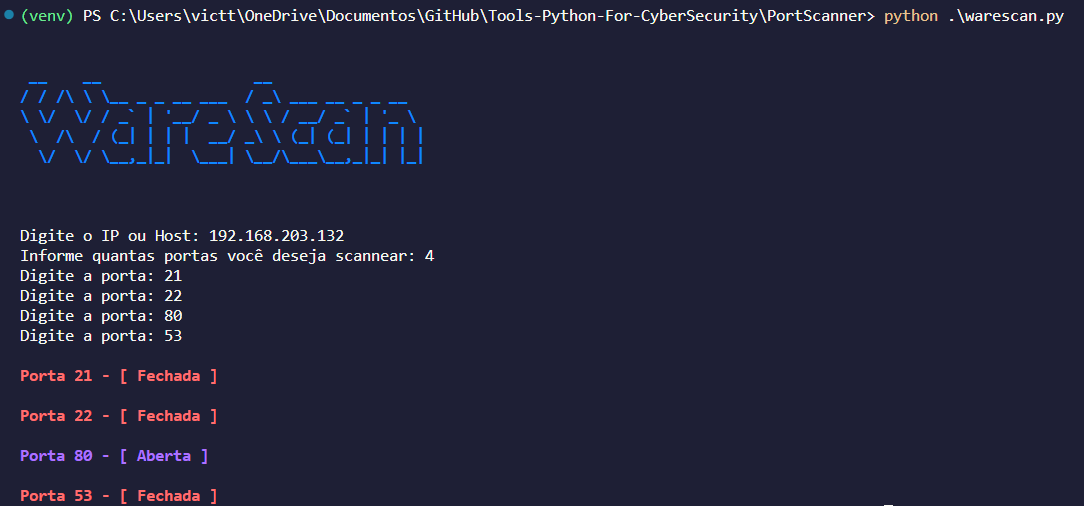 (venv) PS C:\Users\victt\OneDrive\Documentos\GitHub\Tools-Python-For-CyberSecurity\PortScanner> python .\warescan.py
WareScan
Digite o IP ou Host: 192.168.203.132
Informe quantas portas você deseja scannear: 4
Digite a porta: 21
Digite a porta: 22
Digite a porta: 80
Digite a porta: 53
Porta 21 - [ Fechada ]
Porta 22 - [ Fechada ]
Porta 80 - [ Aberta ]
Porta 53 - [ Fechada ]